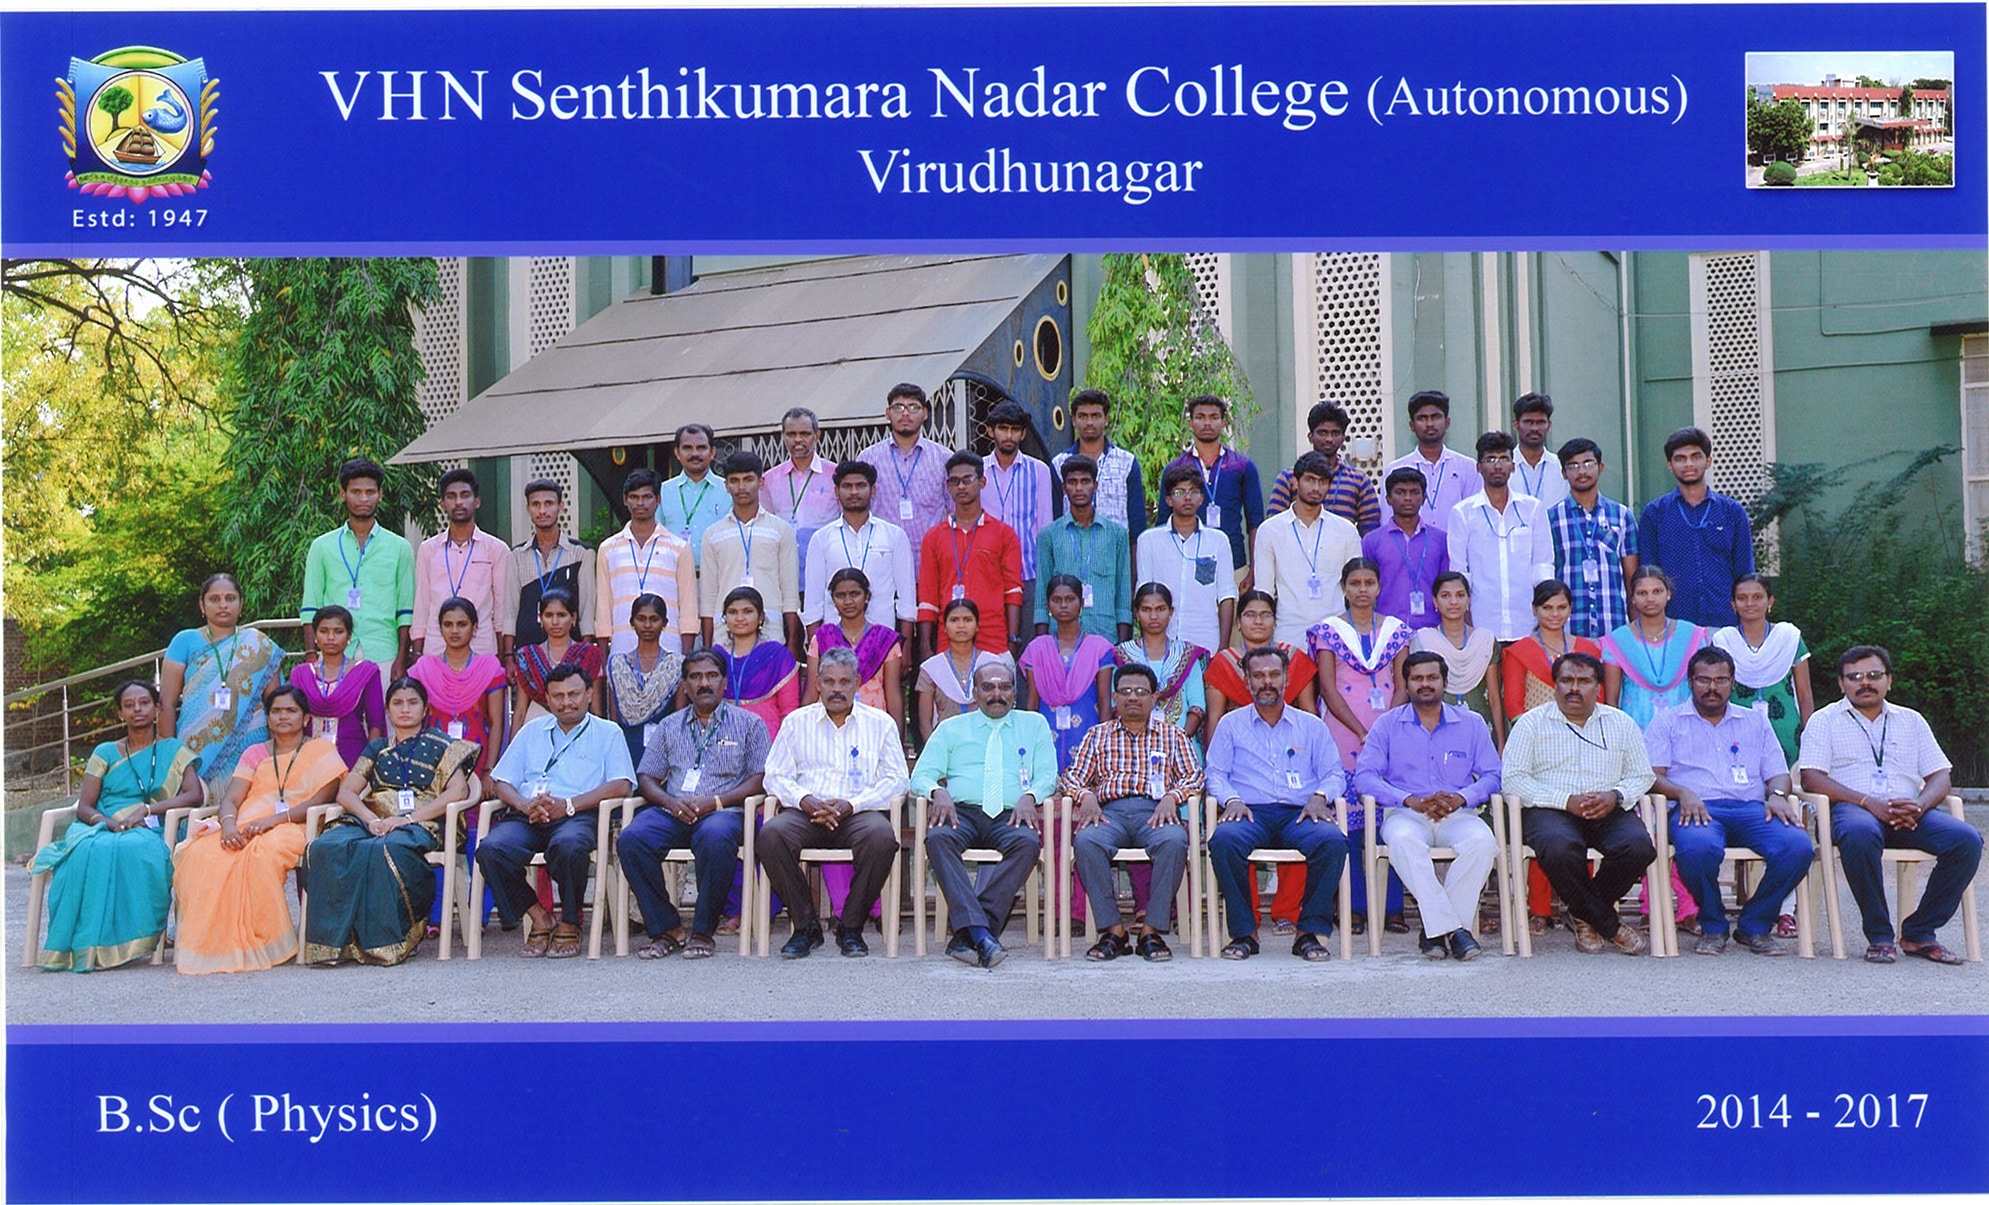 VHN Senthikumara Nadar College (Autonomous)
Virudhunagar
Estd: 1947
B.Sc ( Physics)
2014 - 2017